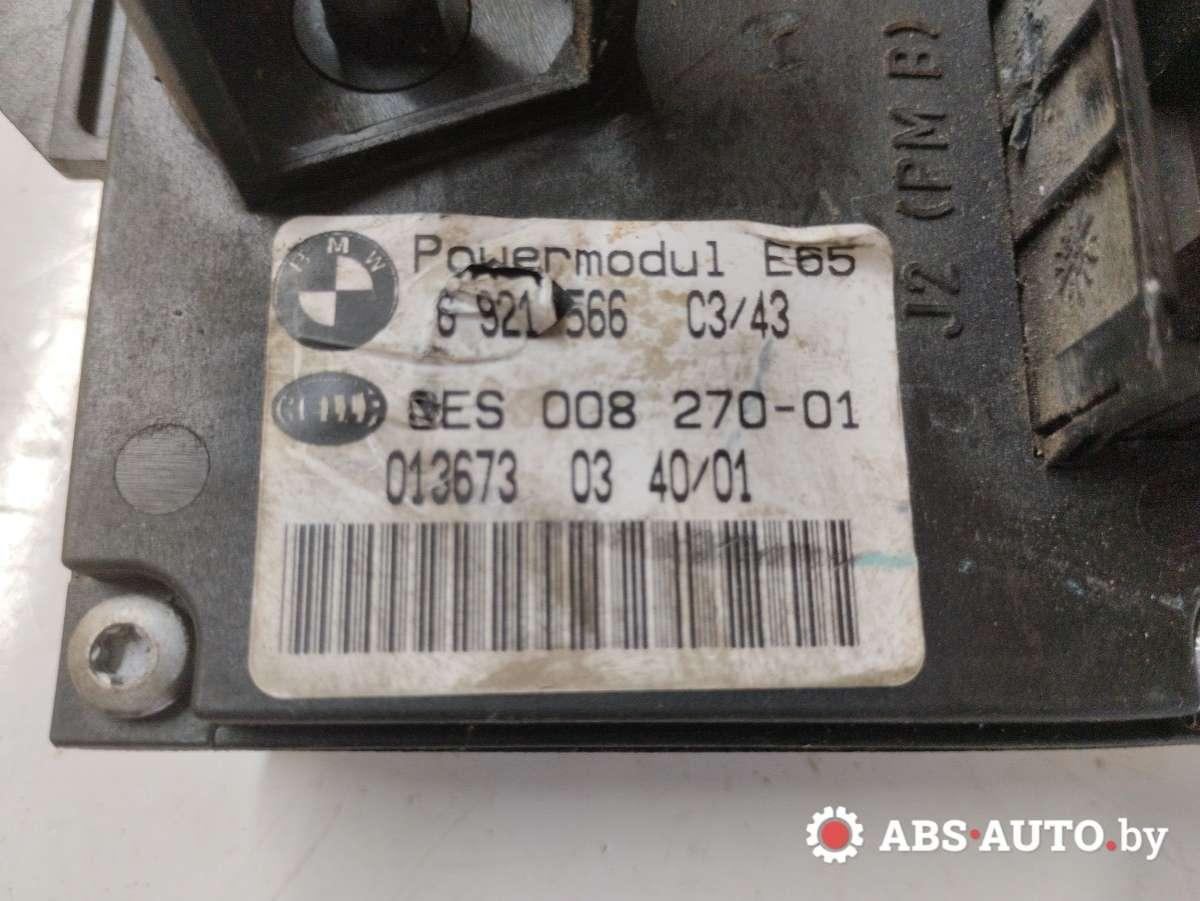 J2 (PM B)
BMW
Powermodul E65
6 921 566 C3/43
008 270-01
013673 03 40/01
ABS-AUTO.by